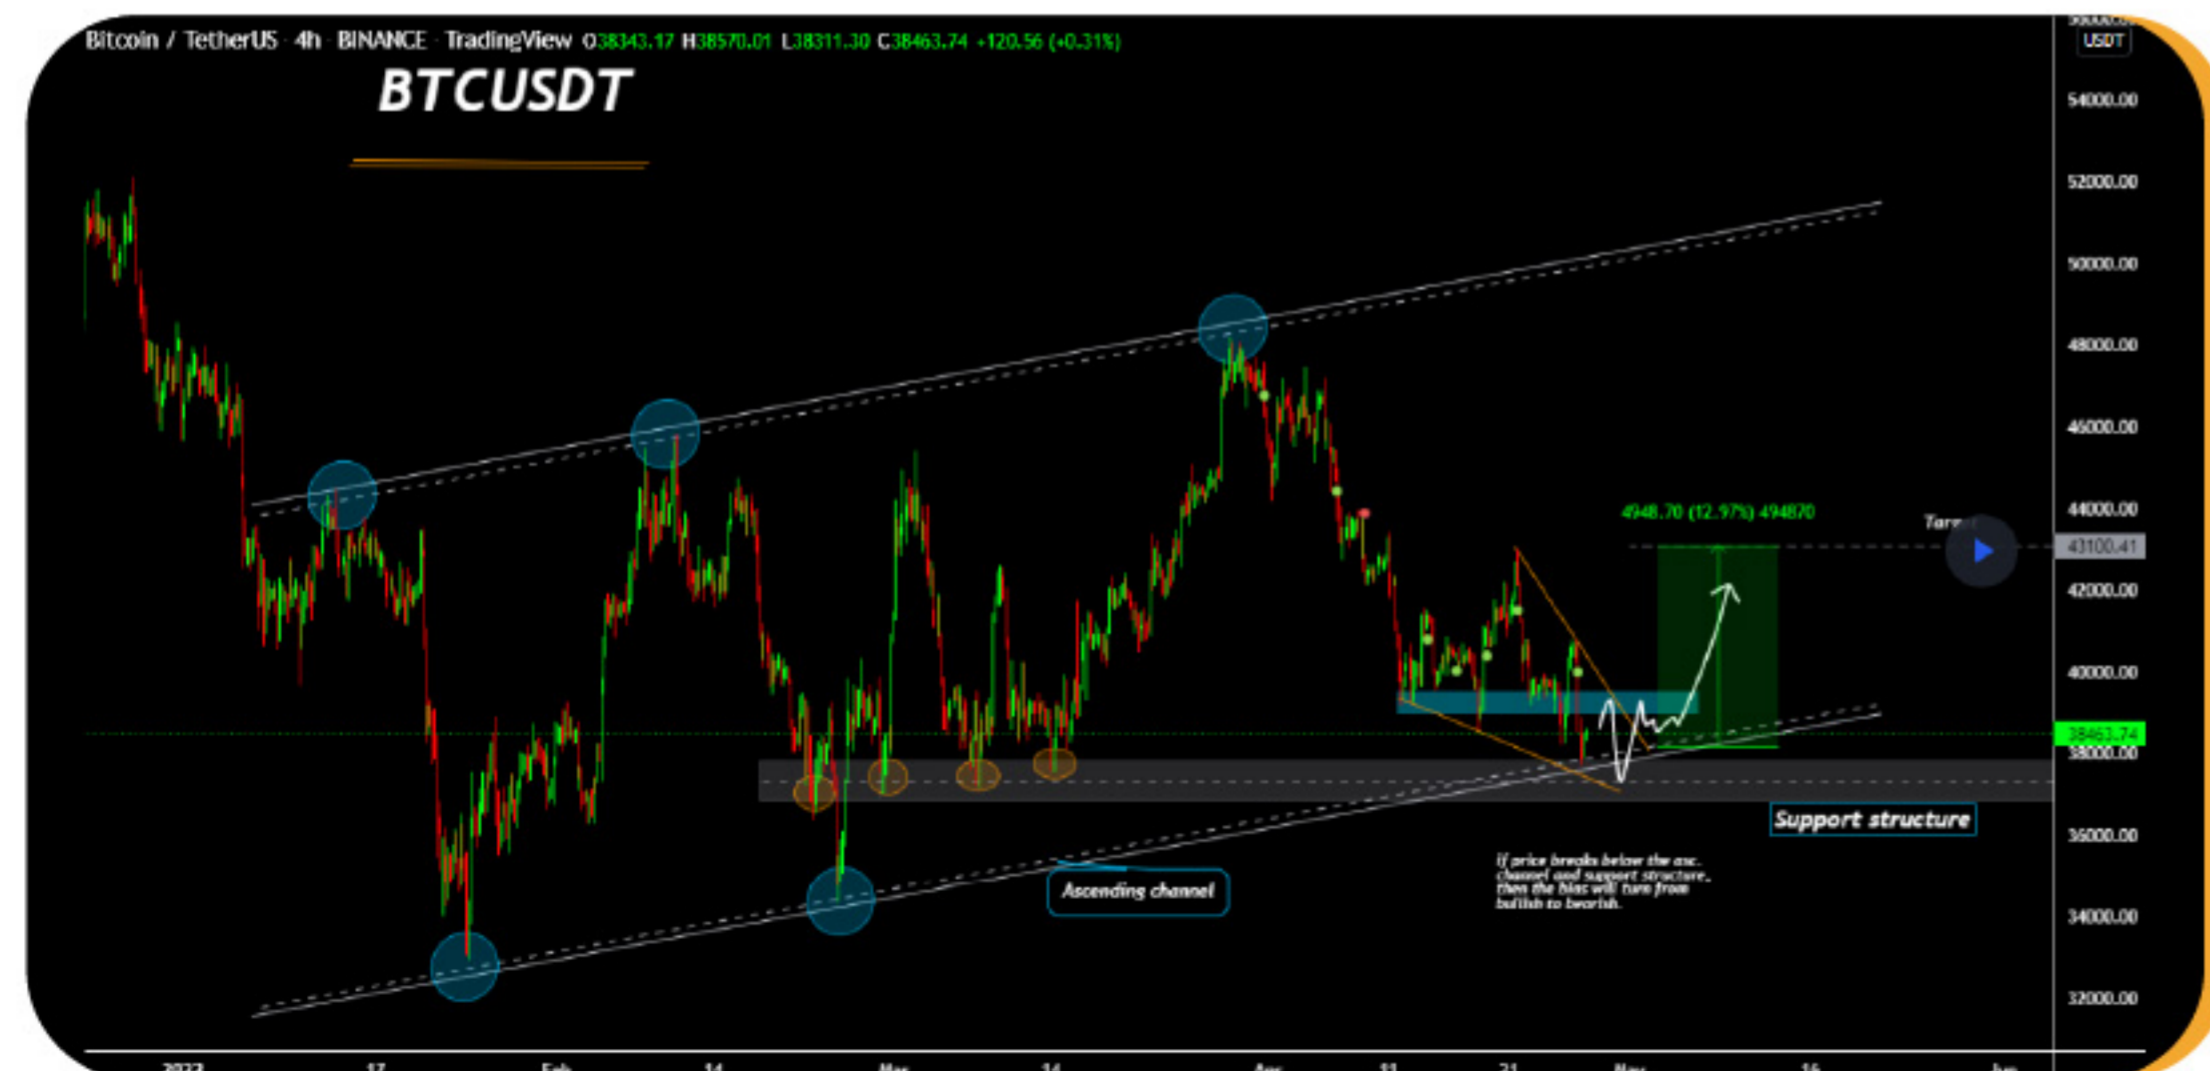 Bitcoin / TetherUS · 4h · BINANCE · TradingView O38343.17 H38570.01 L38311.30 C38463.74 +120.56 (+0.31%)
USDT
BTCUSDT
54000.00
52000.00
50000.00
48000.00
46000.00
44000.00
4948.70 (12.97%) 494870
43100.41
42000.00
40000.00
38463.74
38000.00
Support structure
36000.00
If price breaks below the asc.
channel and support structure,
then the bias will turn from
bullish to bearish.
Ascending channel
34000.00
32000.00
2022 17 Feb 14 Mar 14 Apr 11 21 May 16 Jun